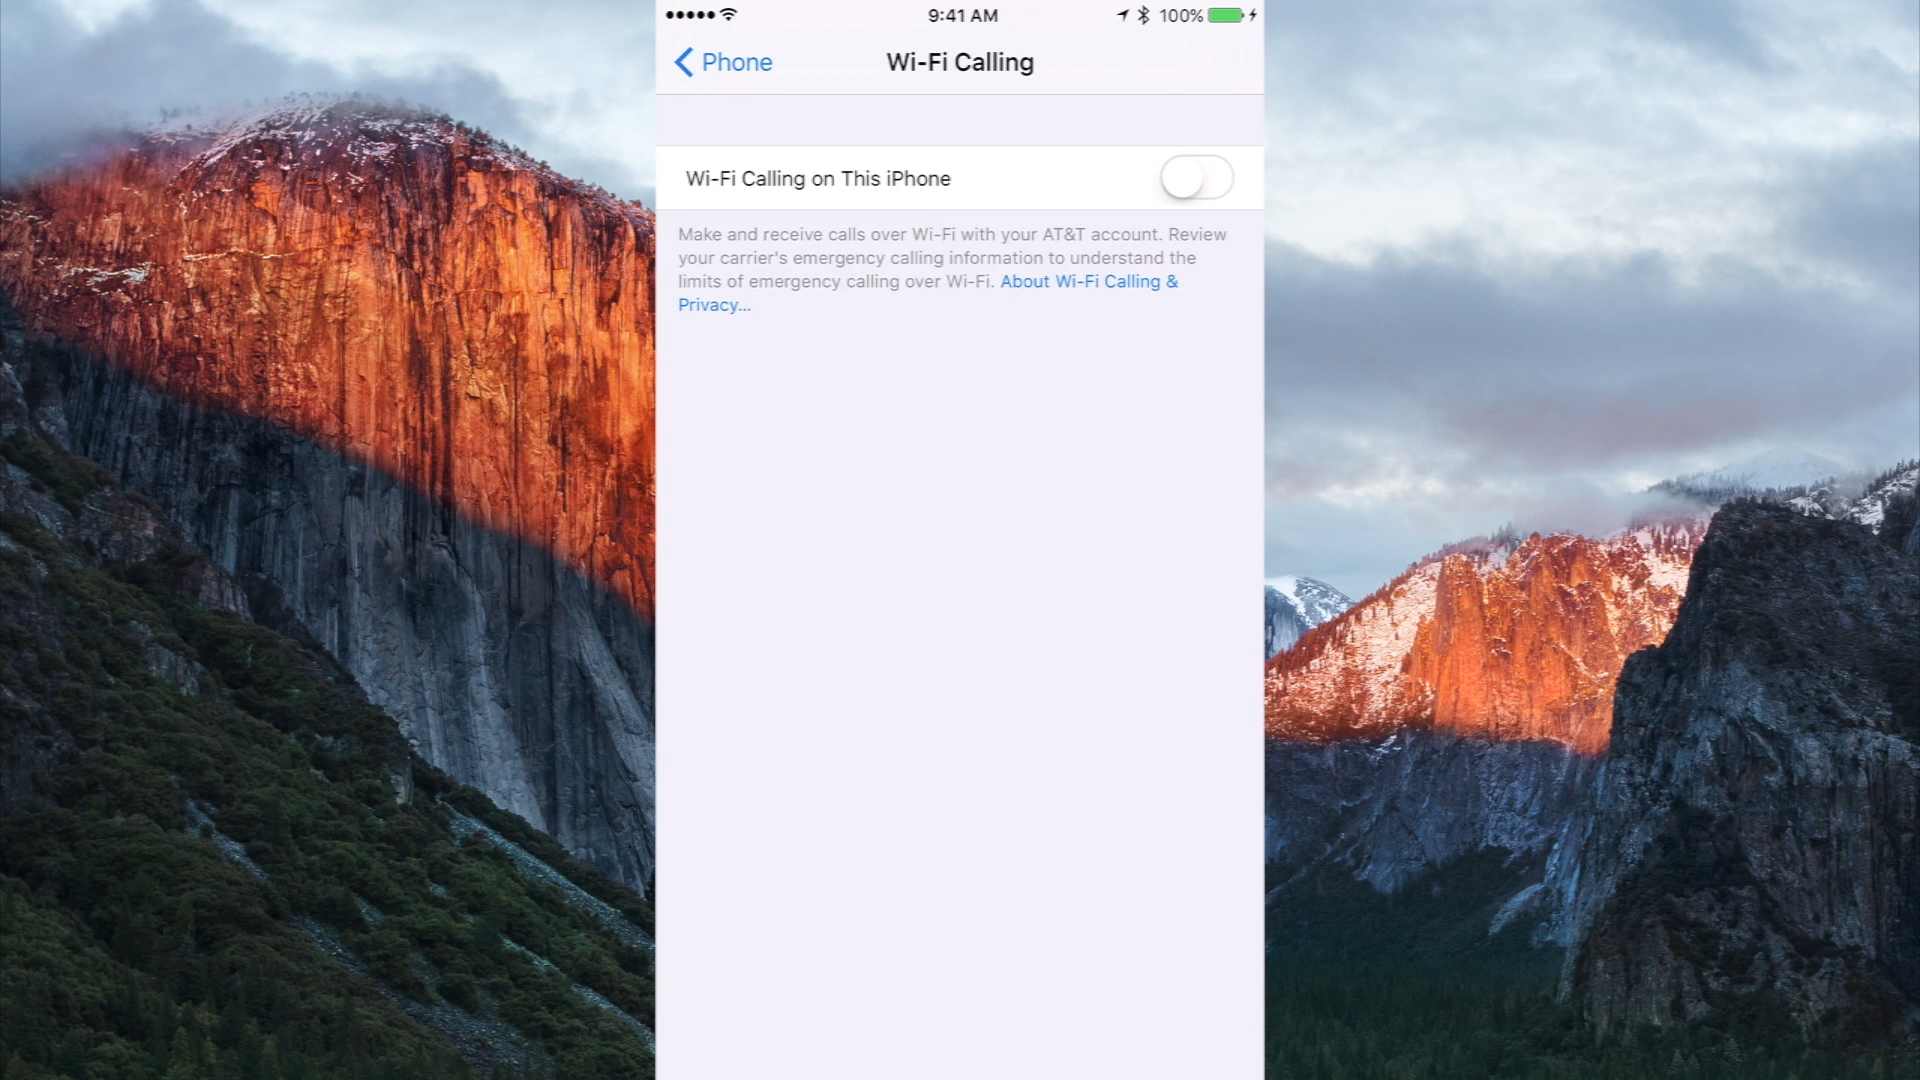 9:41 AM
100%
Phone
Wi-Fi Calling
Wi-Fi Calling on This iPhone
Make and receive calls over Wi-Fi with your AT&T account. Review
your carrier's emergency calling information to understand the
limits of emergency calling over Wi-Fi. About Wi-Fi Calling &
Privacy...